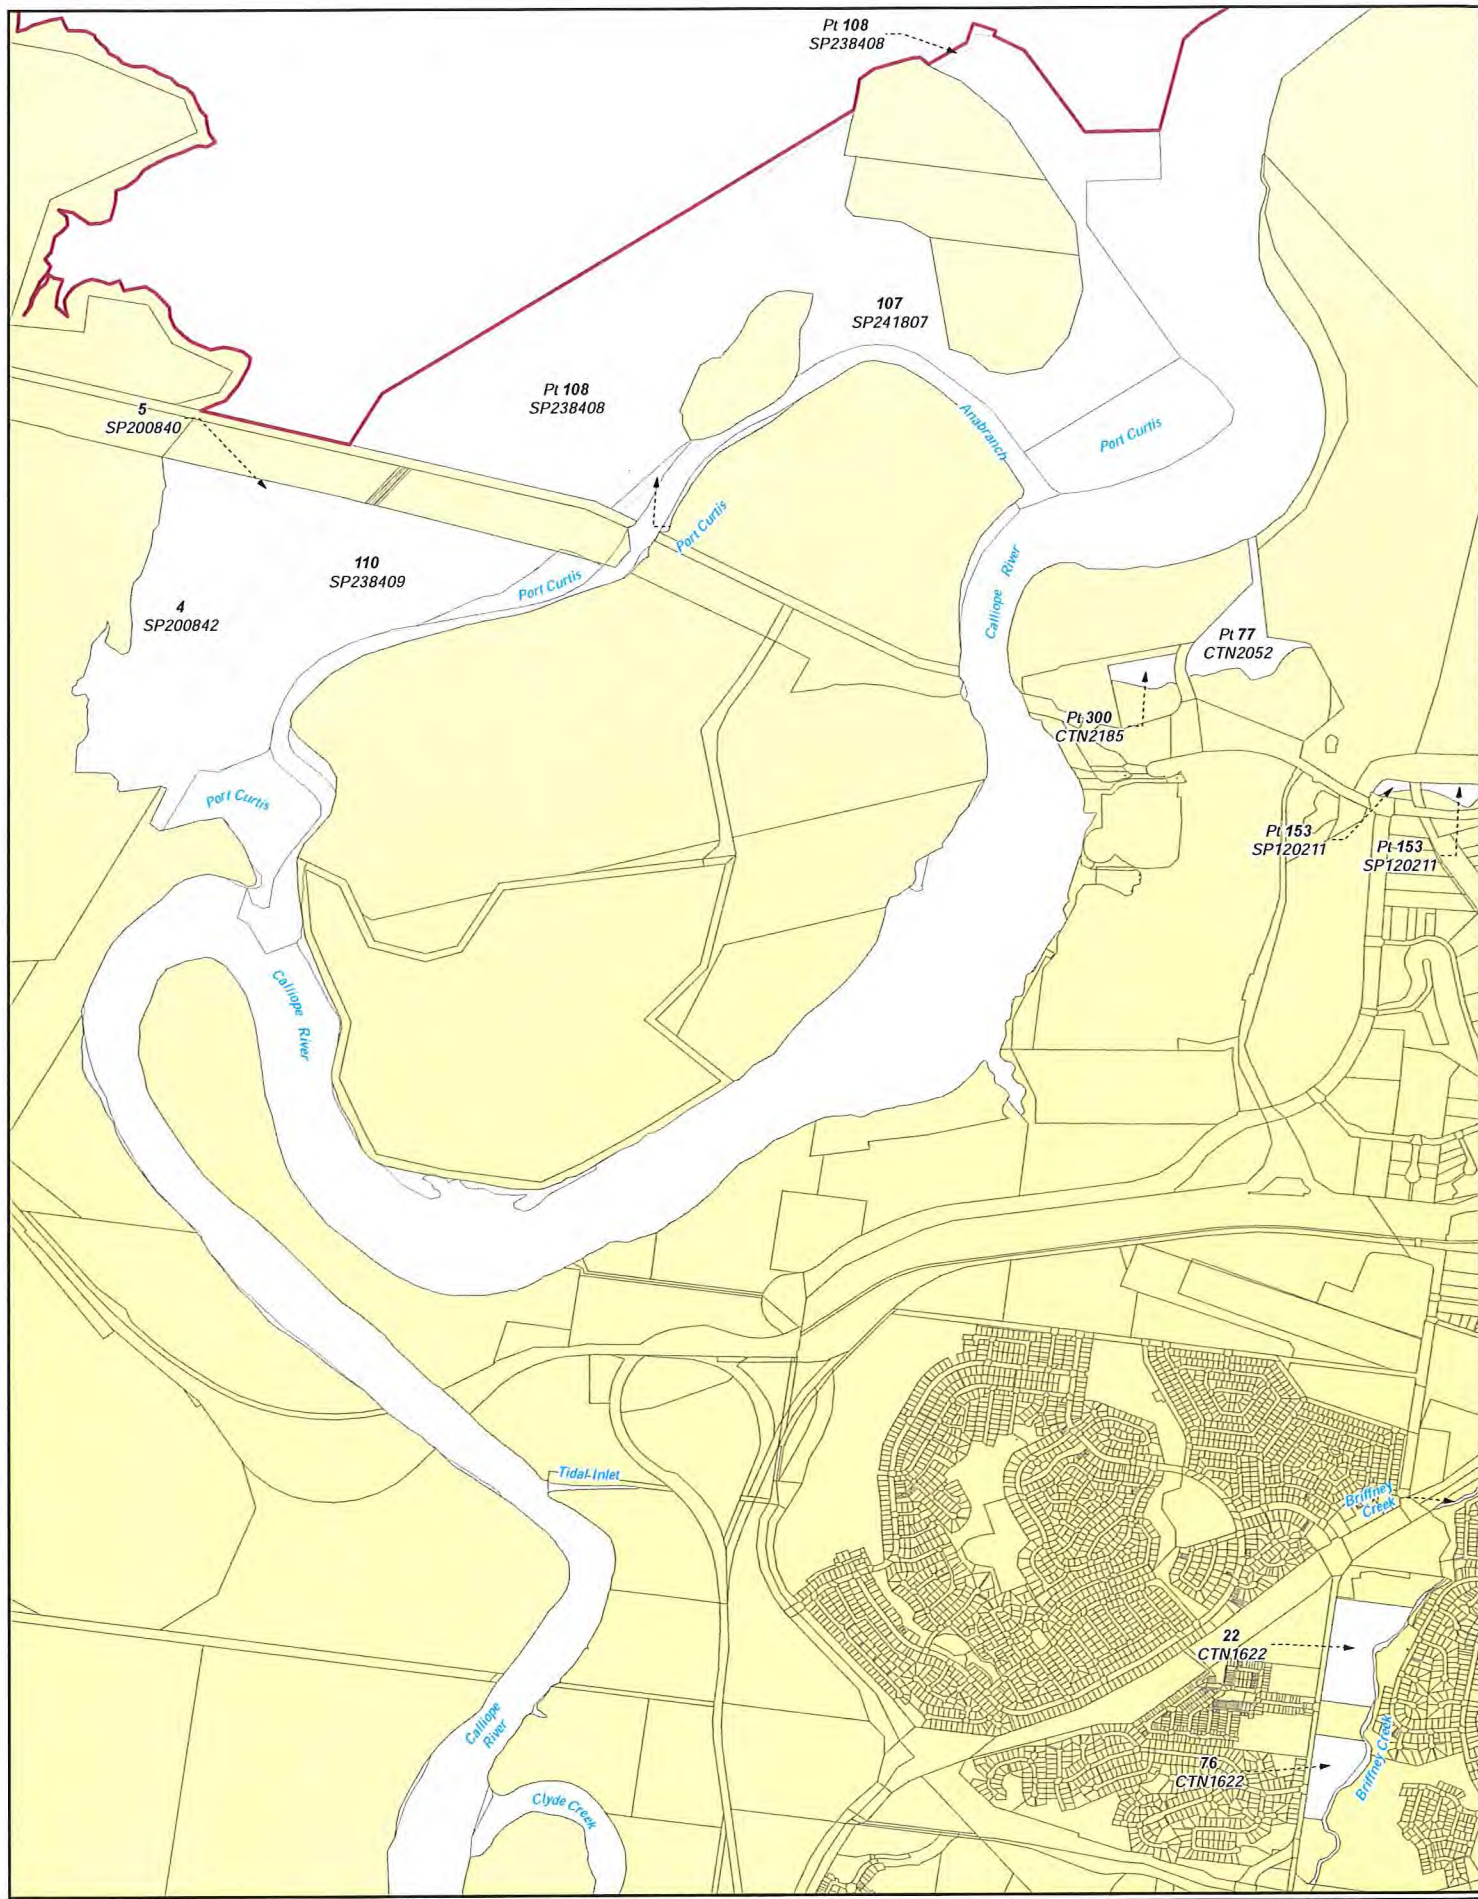 Pt 108
SP238408
107
SP241807
Pt 108
SP238408
5
SP200840
Anabranch
Port Curtis
Port Curtis
110
SP238409
Port Curtis
Calliope River
4
SP200842
Pt 77
CTN2052
Pt 300
CTN2185
Port Curtis
Pt 153
SP120211
Pt 153
SP120211
Calliope River
Tidal Inlet
Briffney
Creek
22
CTN1622
Calliope
River
Briffney Creek
76
CTN1622
Clyde Creek